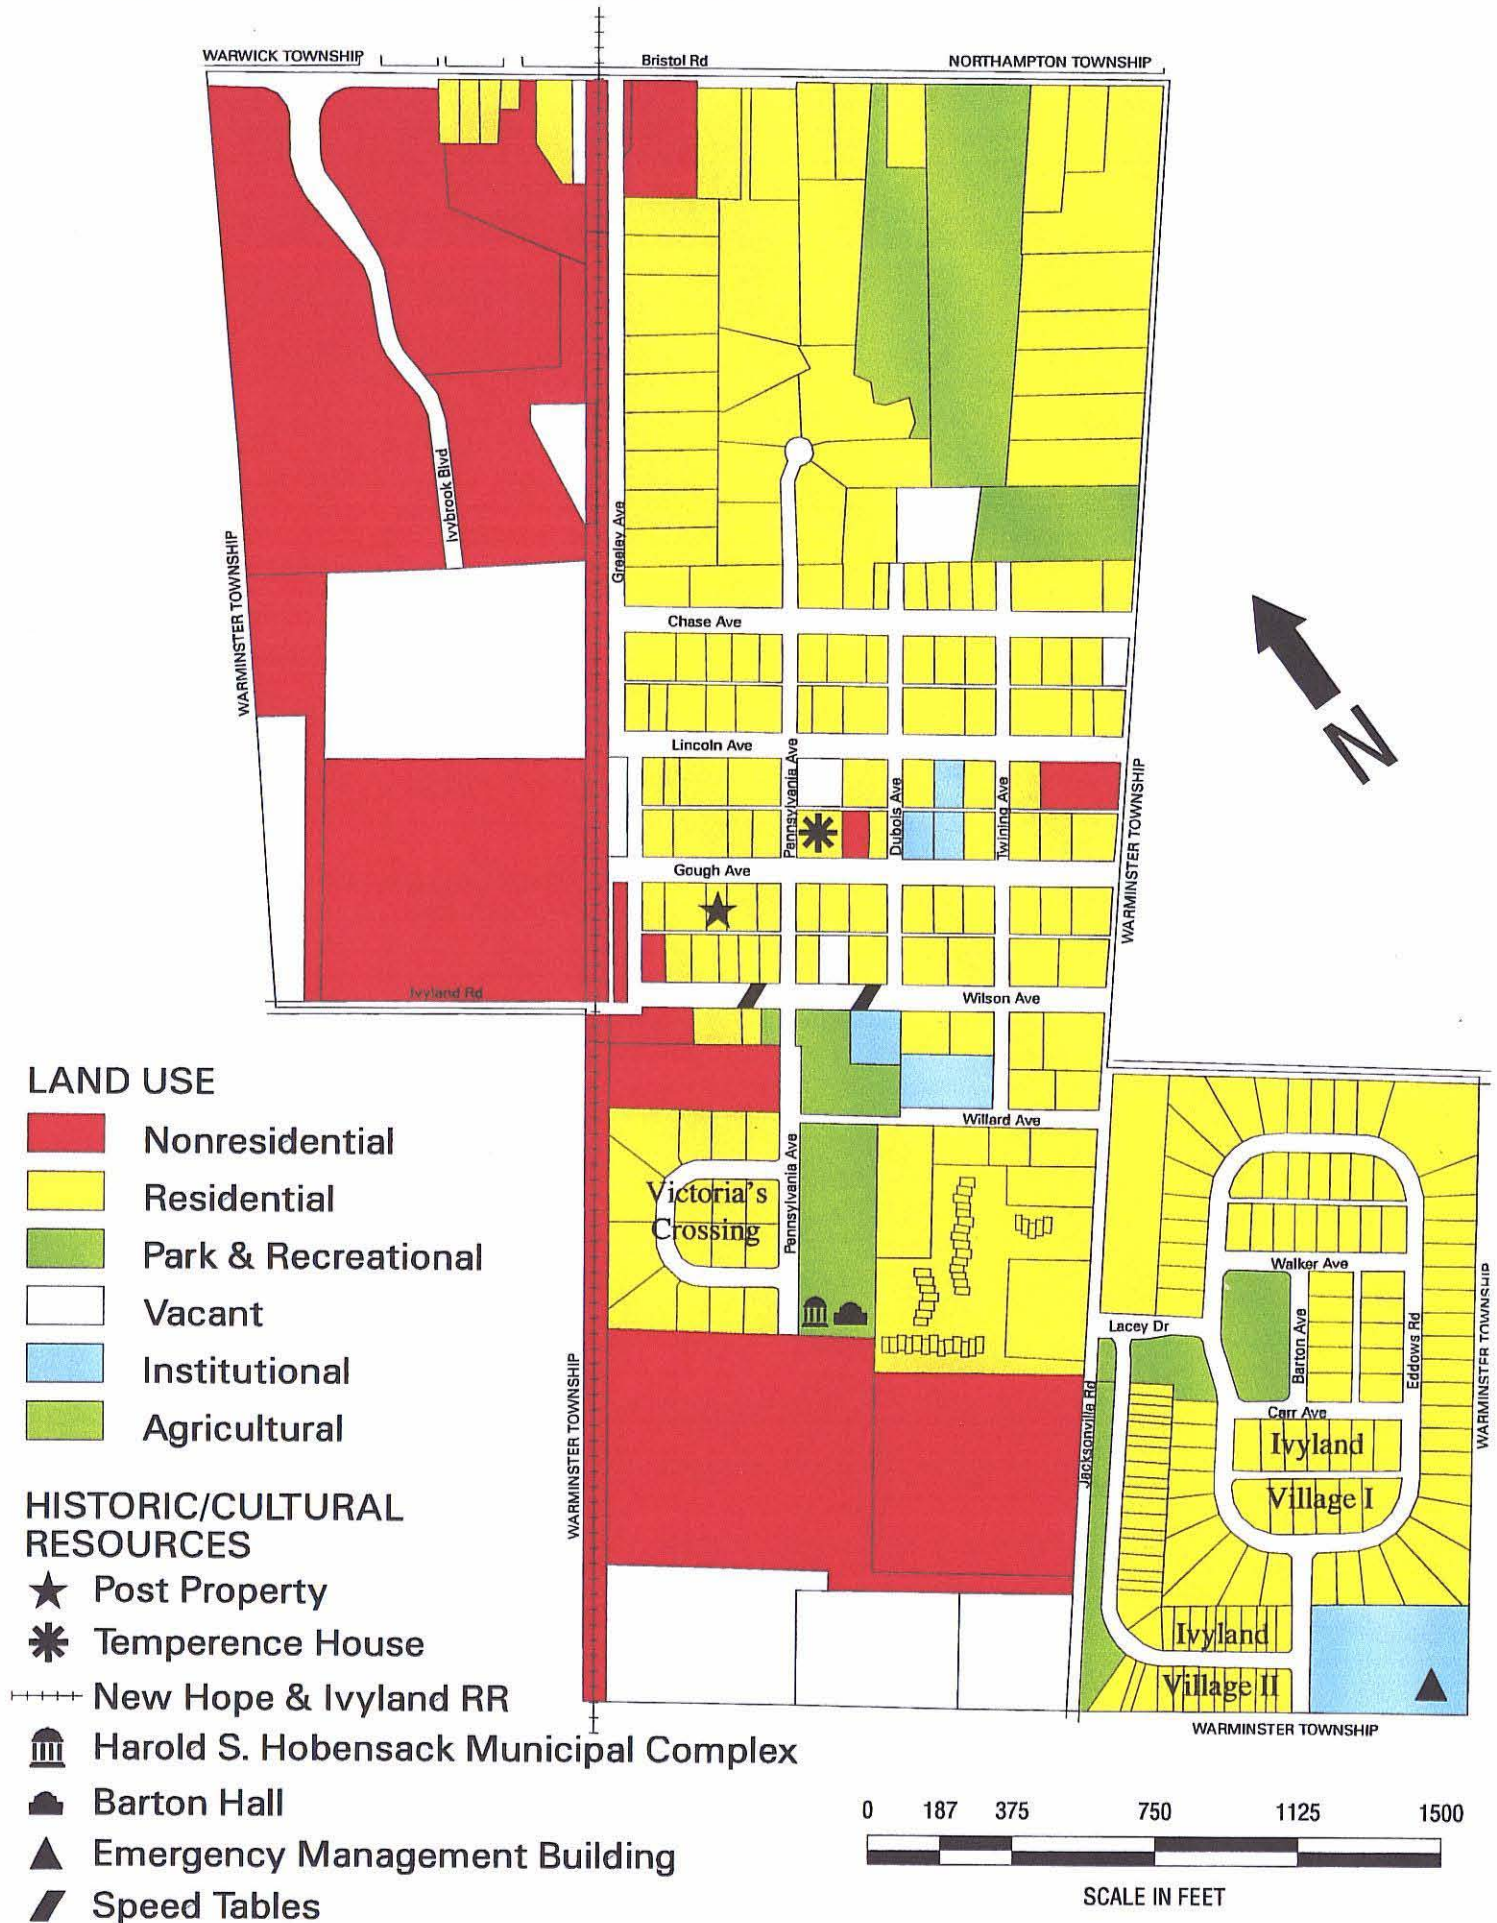 WARWICK TOWNSHIP
Bristol Rd
NORTHAMPTON TOWNSHIP
Ivybrook Blvd
Greeley Ave
WARMINSTER TOWNSHIP
Chase Ave
N
Lincoln Ave
Pennsylvania Ave
Dubois Ave
Twining Ave
WARMINSTER TOWNSHIP
Gough Ave
Ivyland Rd
Wilson Ave
Willard Ave
Pennsylvania Ave
Victoria's
Crossing
Walker Ave
Lacey Dr
Barton Ave
Eddows Rd
WARMINSTER TOWNSHIP
Carr Ave
Jacksonville Rd
Ivyland
Village I
WARMINSTER TOWNSHIP
Ivyland
Village II
WARMINSTER TOWNSHIP
LAND USE
Nonresidential
Residential
Park & Recreational
Vacant
Institutional
Agricultural
HISTORIC/CULTURAL
RESOURCES
Post Property
Temperence House
New Hope & Ivyland RR
Harold S. Hobensack Municipal Complex
Barton Hall
Emergency Management Building
Speed Tables
0 187 375 750 1125 1500
SCALE IN FEET